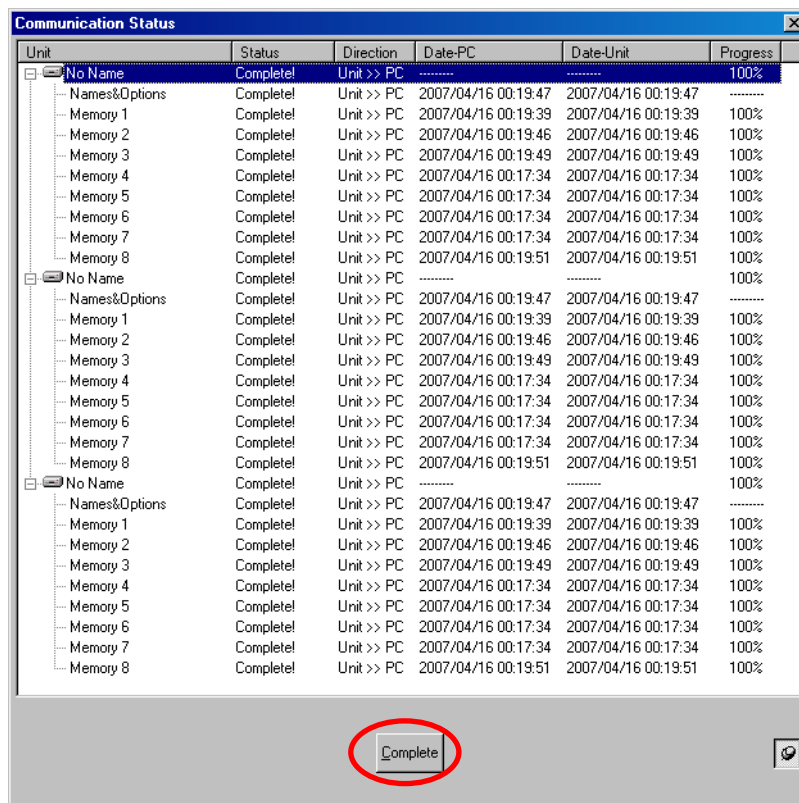 Communication Status
Unit Status Direction Date-PC Date-Unit Progress
No Name Complete! Unit >> PC --------- --------- 100%
Names&Options Complete! Unit >> PC 2007/04/16 00:19:47 2007/04/16 00:19:47 ---------
Memory 1 Complete! Unit >> PC 2007/04/16 00:19:39 2007/04/16 00:19:39 100%
Memory 2 Complete! Unit >> PC 2007/04/16 00:19:46 2007/04/16 00:19:46 100%
Memory 3 Complete! Unit >> PC 2007/04/16 00:19:49 2007/04/16 00:19:49 100%
Memory 4 Complete! Unit >> PC 2007/04/16 00:17:34 2007/04/16 00:17:34 100%
Memory 5 Complete! Unit >> PC 2007/04/16 00:17:34 2007/04/16 00:17:34 100%
Memory 6 Complete! Unit >> PC 2007/04/16 00:17:34 2007/04/16 00:17:34 100%
Memory 7 Complete! Unit >> PC 2007/04/16 00:17:34 2007/04/16 00:17:34 100%
Memory 8 Complete! Unit >> PC 2007/04/16 00:19:51 2007/04/16 00:19:51 100%
No Name Complete! Unit >> PC --------- --------- 100%
Names&Options Complete! Unit >> PC 2007/04/16 00:19:47 2007/04/16 00:19:47 ---------
Memory 1 Complete! Unit >> PC 2007/04/16 00:19:39 2007/04/16 00:19:39 100%
Memory 2 Complete! Unit >> PC 2007/04/16 00:19:46 2007/04/16 00:19:46 100%
Memory 3 Complete! Unit >> PC 2007/04/16 00:19:49 2007/04/16 00:19:49 100%
Memory 4 Complete! Unit >> PC 2007/04/16 00:17:34 2007/04/16 00:17:34 100%
Memory 5 Complete! Unit >> PC 2007/04/16 00:17:34 2007/04/16 00:17:34 100%
Memory 6 Complete! Unit >> PC 2007/04/16 00:17:34 2007/04/16 00:17:34 100%
Memory 7 Complete! Unit >> PC 2007/04/16 00:17:34 2007/04/16 00:17:34 100%
Memory 8 Complete! Unit >> PC 2007/04/16 00:19:51 2007/04/16 00:19:51 100%
No Name Complete! Unit >> PC --------- --------- 100%
Names&Options Complete! Unit >> PC 2007/04/16 00:19:47 2007/04/16 00:19:47 ---------
Memory 1 Complete! Unit >> PC 2007/04/16 00:19:39 2007/04/16 00:19:39 100%
Memory 2 Complete! Unit >> PC 2007/04/16 00:19:46 2007/04/16 00:19:46 100%
Memory 3 Complete! Unit >> PC 2007/04/16 00:19:49 2007/04/16 00:19:49 100%
Memory 4 Complete! Unit >> PC 2007/04/16 00:17:34 2007/04/16 00:17:34 100%
Memory 5 Complete! Unit >> PC 2007/04/16 00:17:34 2007/04/16 00:17:34 100%
Memory 6 Complete! Unit >> PC 2007/04/16 00:17:34 2007/04/16 00:17:34 100%
Memory 7 Complete! Unit >> PC 2007/04/16 00:17:34 2007/04/16 00:17:34 100%
Memory 8 Complete! Unit >> PC 2007/04/16 00:19:51 2007/04/16 00:19:51 100%
Complete